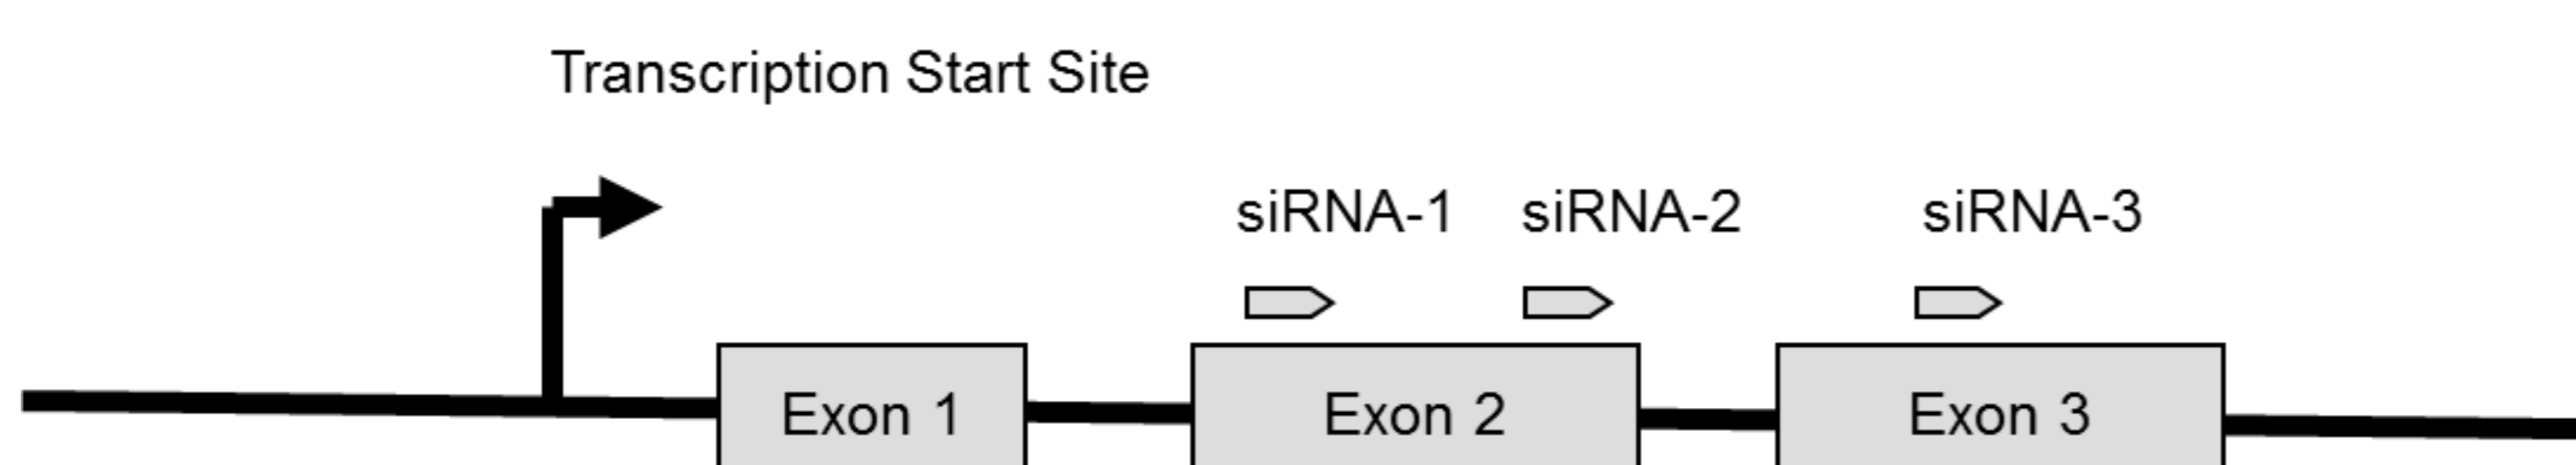 Transcription Start Site
siRNA-1 siRNA-2 siRNA-3
Exon 1 Exon 2 Exon 3